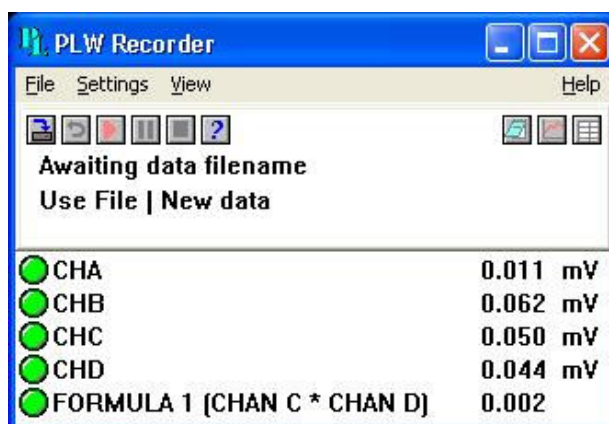 PLW Recorder
File Settings View Help
Awaiting data filename
Use File | New data
CHA 0.011 mV
CHB 0.062 mV
CHC 0.050 mV
CHD 0.044 mV
FORMULA 1 (CHAN C * CHAN D) 0.002